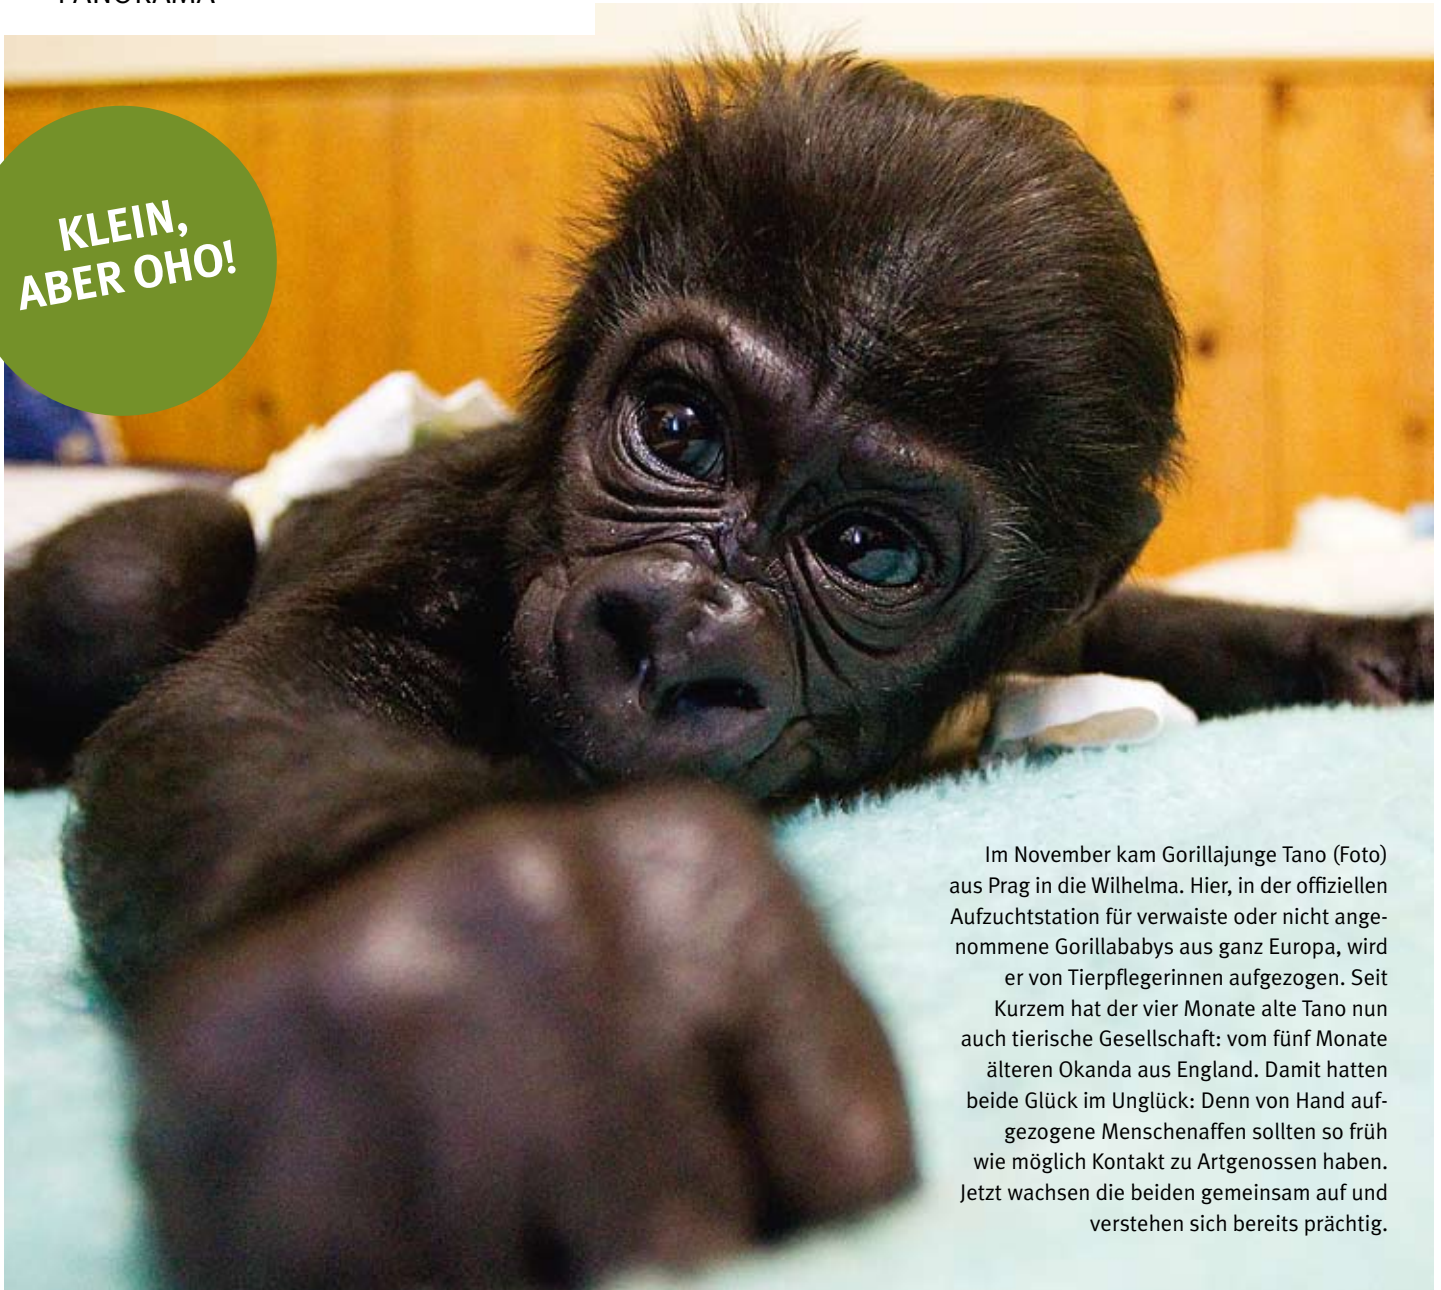 PANORAMA
KLEIN,
ABER OHO!
Im November kam Gorillajunge Tano (Foto)
aus Prag in die Wilhelma. Hier, in der offiziellen
Aufzuchtstation für verwaiste oder nicht ange-
nommene Gorillababys aus ganz Europa, wird
er von Tierpflegerinnen aufgezogen. Seit
Kurzem hat der vier Monate alte Tano nun
auch tierische Gesellschaft: vom fünf Monate
älteren Okanda aus England. Damit hatten
beide Glück im Unglück: Denn von Hand auf-
gezogene Menschenaffen sollten so früh
wie möglich Kontakt zu Artgenossen haben.
Jetzt wachsen die beiden gemeinsam auf und
verstehen sich bereits prächtig.